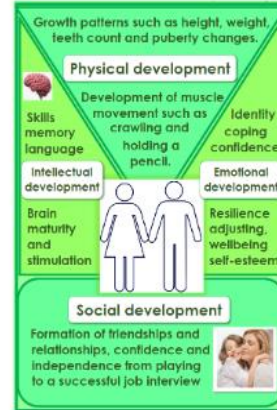 Growth patterns such as height, weight,
teeth count and puberty changes.
Physical development
Development of muscle
movement such as
crawling and
holding a
pencil.
Skills
memory
language
Identity
coping
confidence
Intellectual
development
Emotional
development
Brain
maturity
and
stimulation
Resilience
adjusting,
wellbeing
self-esteem
Social development
Formation of friendships and
relationships, confidence and
independence from playing
to a successful job interview